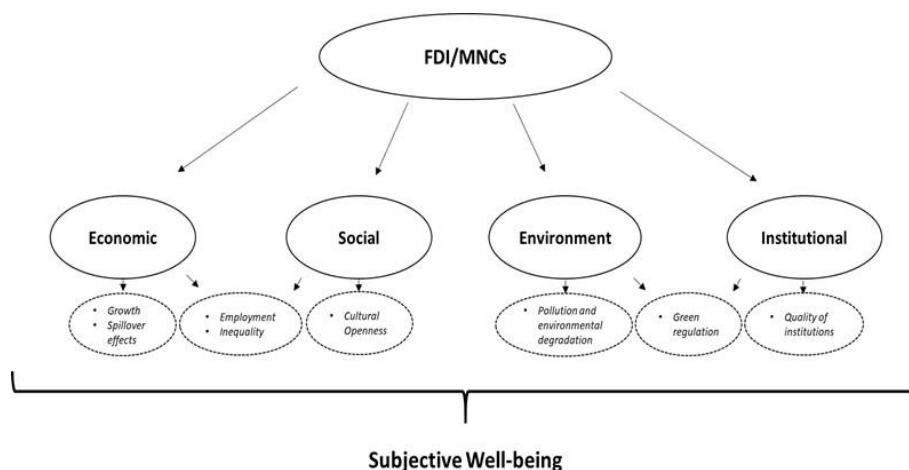 FDI/MNCs
Economic
Social
Environment
Institutional
• Growth
• Spillover
effects
• Employment
• Inequality
• Cultural
Openness
• Pollution and
environmental
degradation
• Green
regulation
• Quality of
institutions
Subjective Well-being